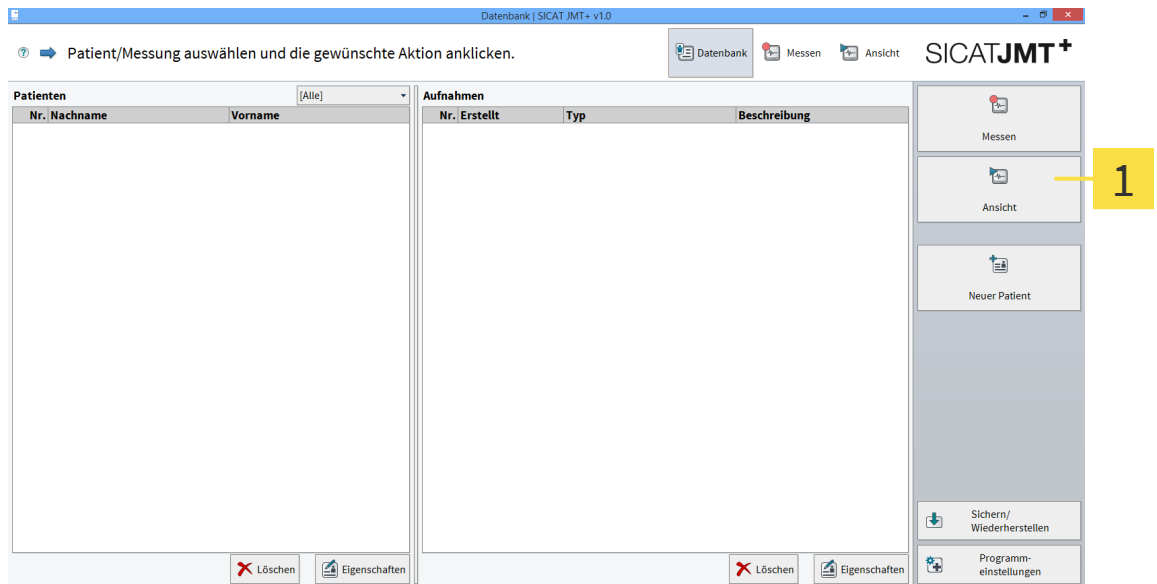 Datenbank | SICAT JMT+ v1.0
Patient/Messung auswählen und die gewünschte Aktion anklicken.
Datenbank
Messen
Ansicht
SICATJMT+
Patienten
[Alle]
Nr. Nachname Vorname
Aufnahmen
Nr. Erstellt Typ Beschreibung
Messen
Ansicht
1
Neuer Patient
Sichern/
Wiederherstellen
Programm-
einstellungen
Löschen
Eigenschaften
Löschen
Eigenschaften